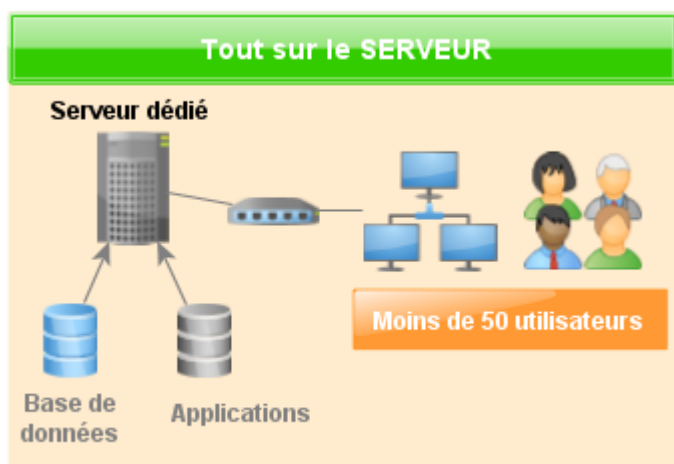 Tout sur le SERVEUR
Serveur dédié
Moins de 50 utilisateurs
Base de
données
Applications